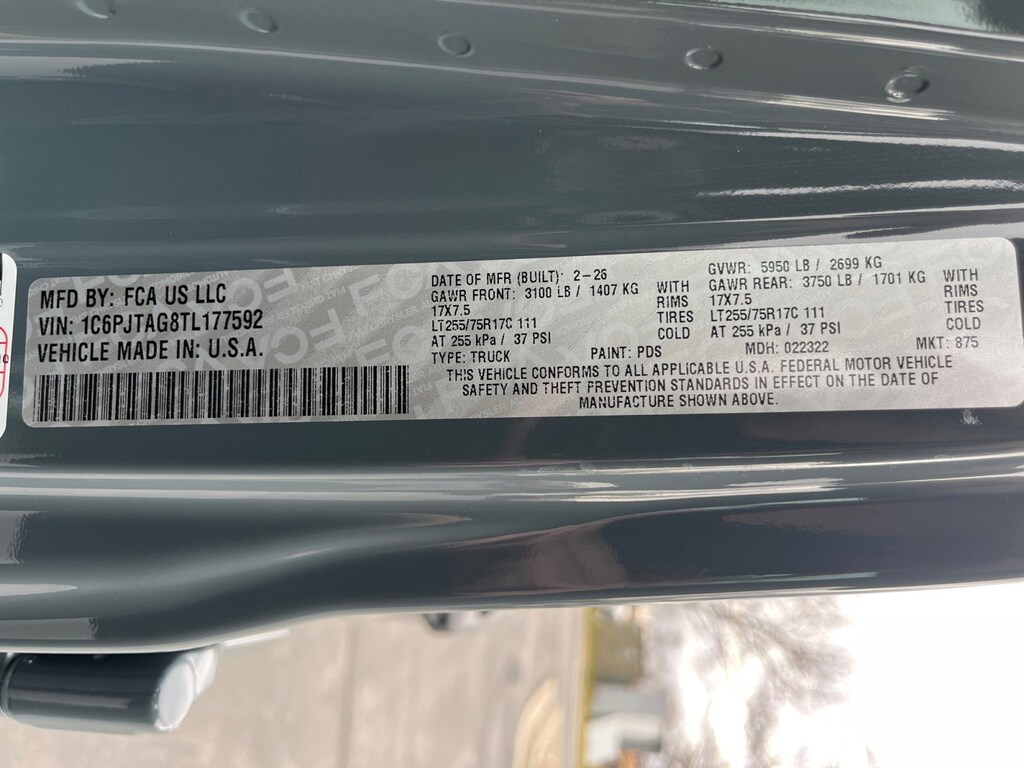 MFD BY: FCA US LLC
VIN: 1C6PJTAG8TL177592
VEHICLE MADE IN: U.S.A.
DATE OF MFR (BUILT): 2-26
GAWR FRONT: 3100 LB / 1407 KG WITH
17X7.5 RIMS
LT255/75R17C 111 TIRES
AT 255 kPa / 37 PSI COLD
GVWR: 5950 LB / 2699 KG
GAWR REAR: 3750 LB / 1701 KG WITH
17X7.5 RIMS
LT255/75R17C 111 TIRES
AT 255 kPa / 37 PSI COLD
TYPE: TRUCK PAINT: PDS MDH: 022322 MKT: 875
THIS VEHICLE CONFORMS TO ALL APPLICABLE U.S.A. FEDERAL MOTOR VEHICLE
SAFETY AND THEFT PREVENTION STANDARDS IN EFFECT ON THE DATE OF
MANUFACTURE SHOWN ABOVE.